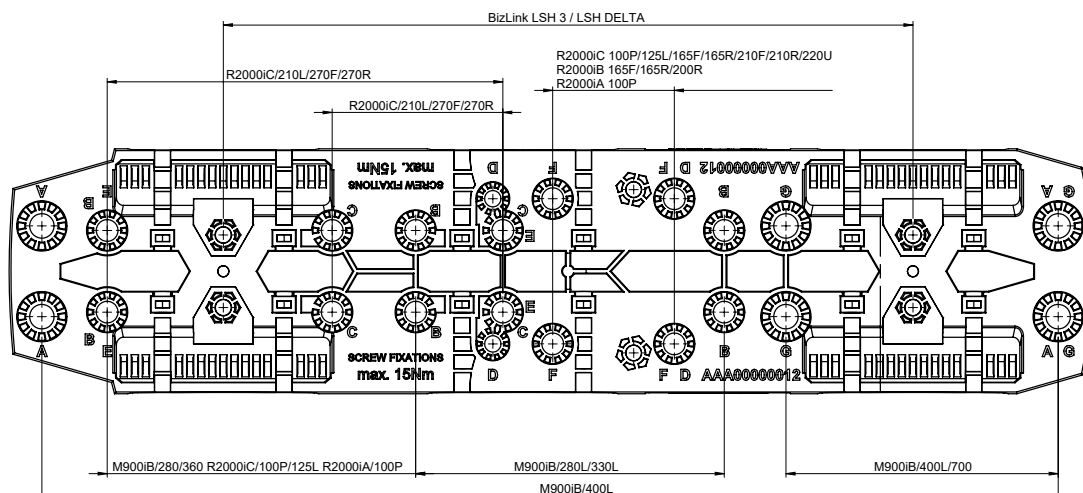 BizLink LSH 3 / LSH DELTA
R2000iC 100P/125L/165F/165R/210F/210R/220U
R2000iB 165F/165R/200R
R2000iA 100P
R2000iC/210L/270F/270R
R2000iC/210L/270F/270R
max. 15Nm
SCREW FIXATIONS
D F F D AAA00000012
A B E C B C E B G A G
A B E C B E C B G A G
SCREW FIXATIONS
max. 15Nm
D F F D AAA00000012
M900iB/280/360 R2000iC/100P/125L R2000iA/100P
M900iB/280L/330L
M900iB/400L/700
M900iB/400L